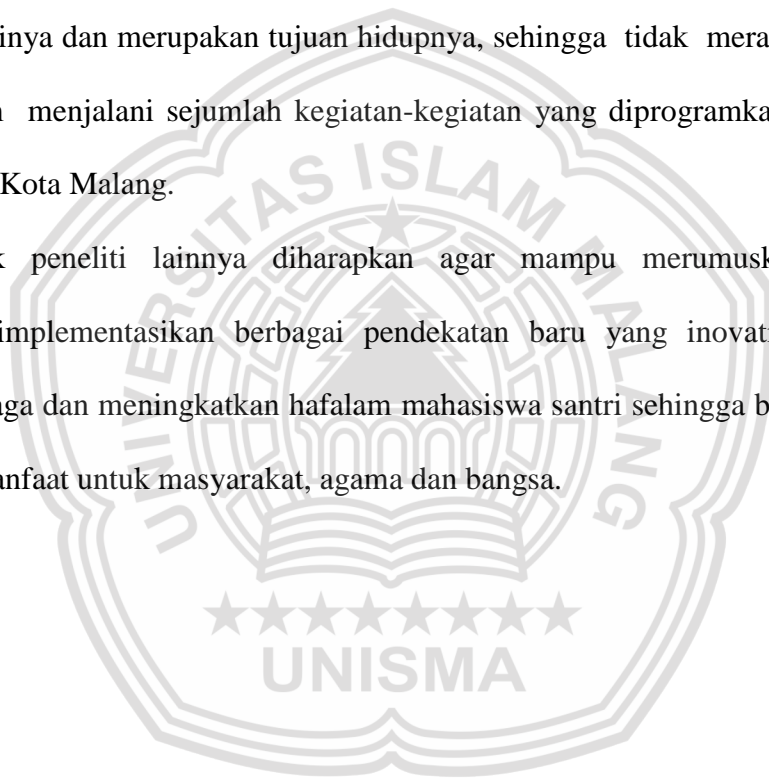 inya dan merupakan tujuan hidupnya, sehingga tidak mera
menjalani sejumlah kegiatan-kegiatan yang diprogramka
Kota Malang.
k peneliti lainnya diharapkan agar mampu merumusk
implementasikan berbagai pendekatan baru yang inovati
aga dan meningkatkan hafalam mahasiswa santri sehingga b
anfaat untuk masyarakat, agama dan bangsa.
UNIVERSITAS ISLAM MALANG
UNISMA